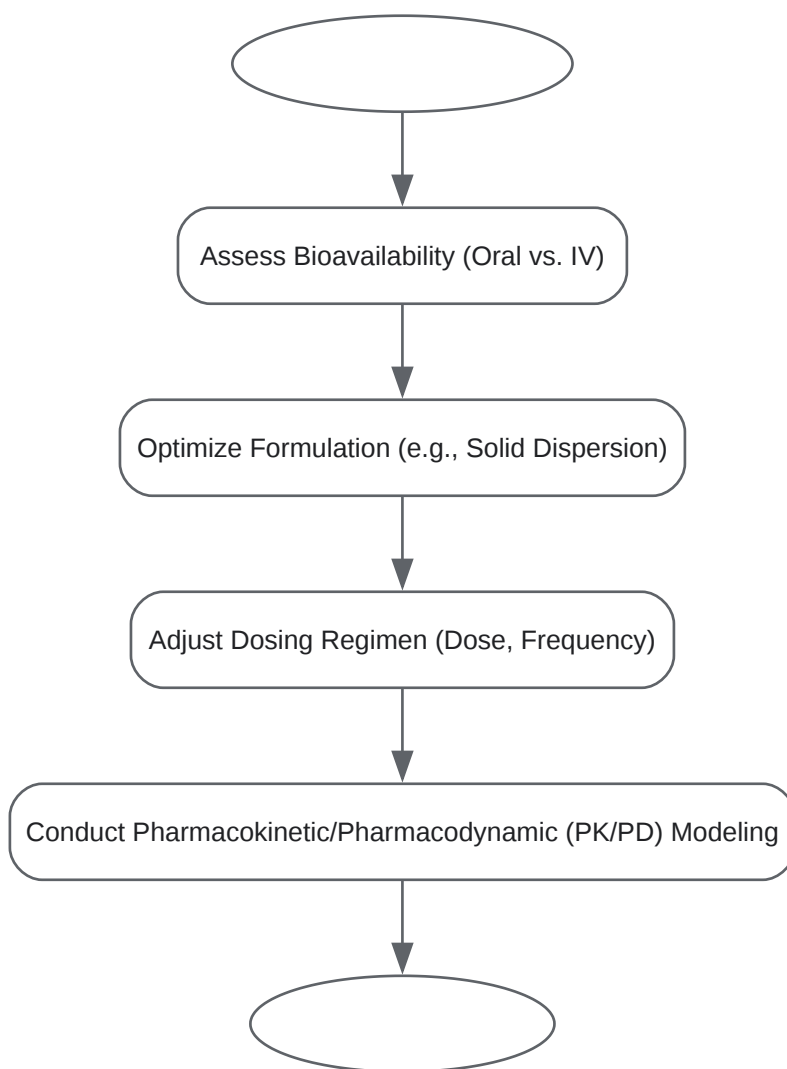 Assess Bioavailability (Oral vs. IV)
Optimize Formulation (e.g., Solid Dispersion)
Adjust Dosing Regimen (Dose, Frequency)
Conduct Pharmacokinetic/Pharmacodynamic (PK/PD) Modeling